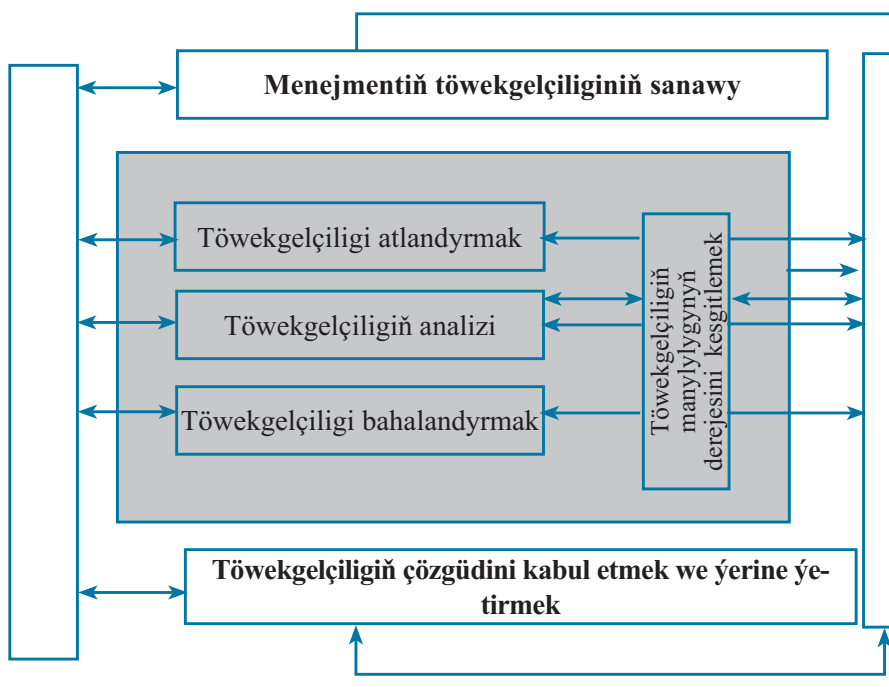 Menejmentiň töwekgelçiliginiň sanawy
Töwekgelçiligi atlandyrmak
Töwekgelçiligiň analizi
Töwekgelçiligi bahalandyrmak
Töwekgelçiligiň
manylylygynyň
derejesini kesgitlemek
Töwekgelçiligiň çözgüdini kabul etmek we ýerine ýe-
tirmek